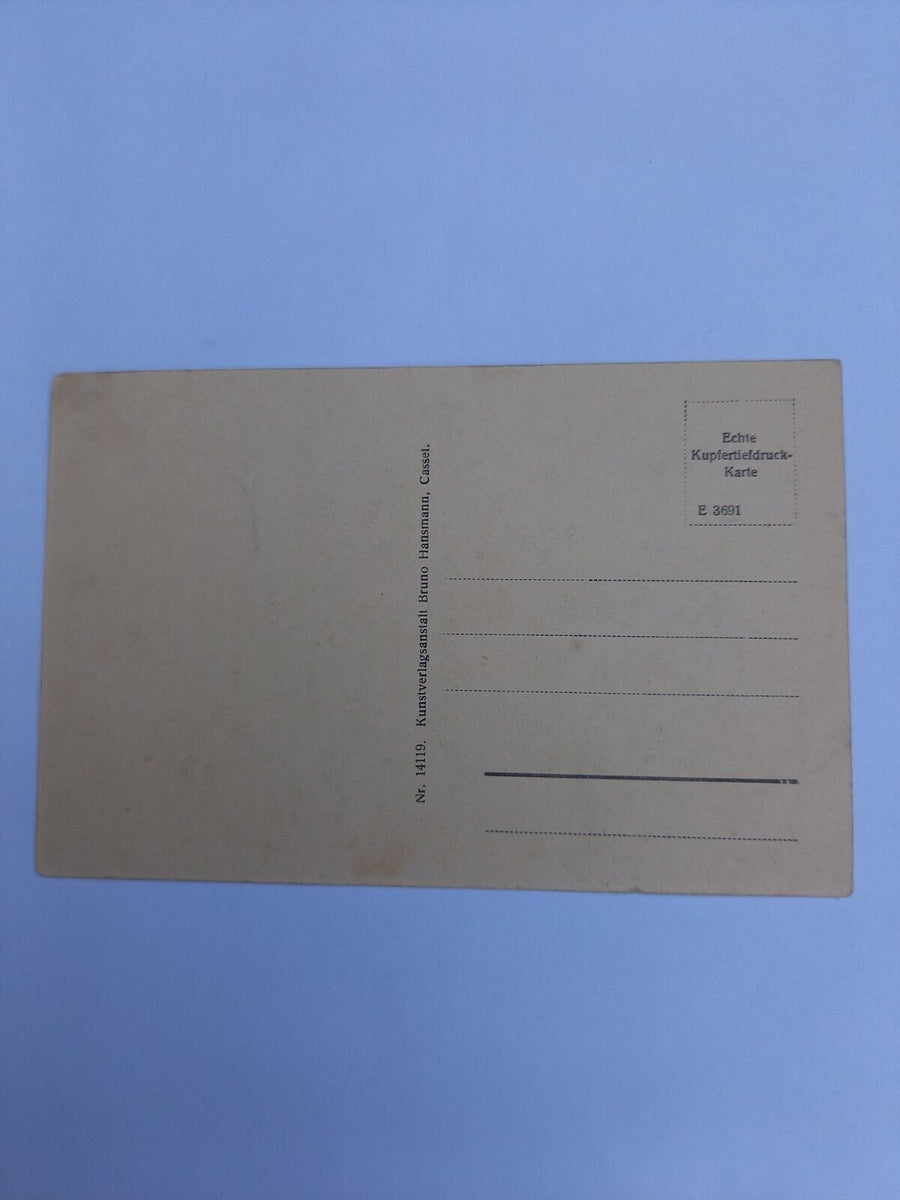 Nr. 14119. Kunstverlagsanstalt Bruno Hansmann, Cassel.
Echte
Kupfertiefdruck-
Karte
E 3691